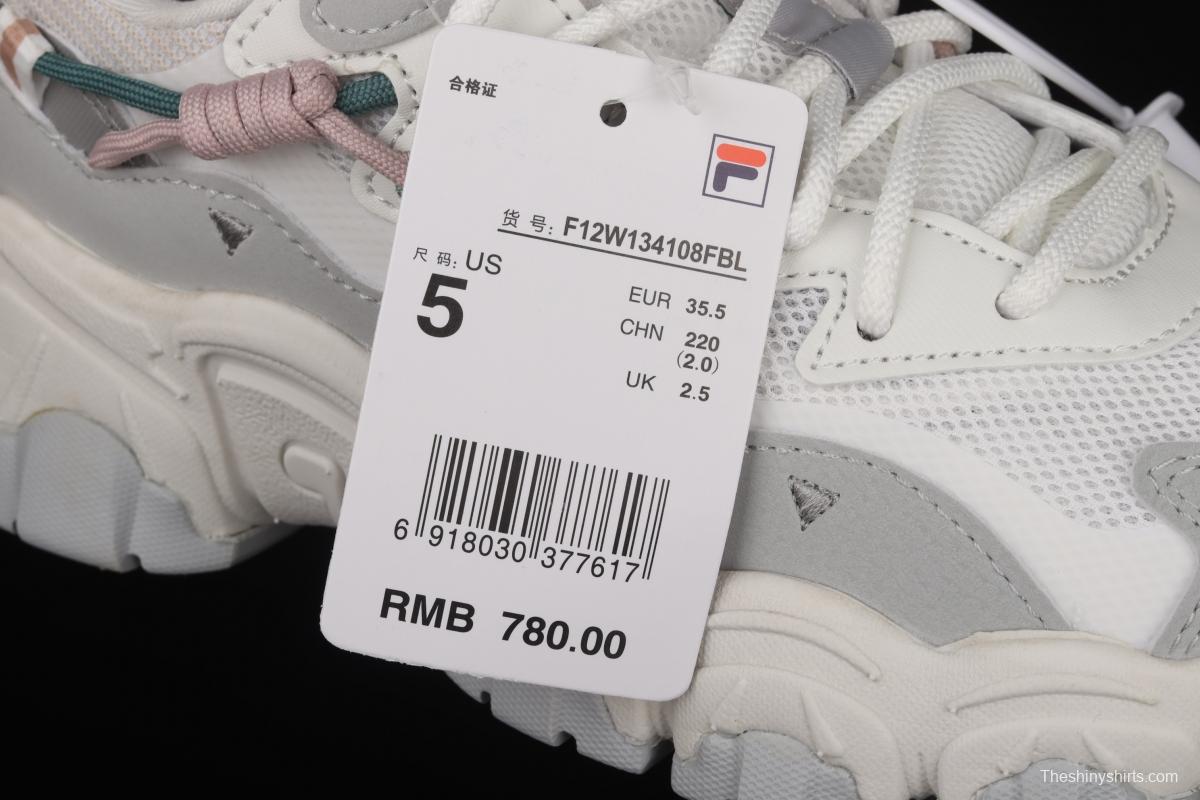 合格证
F
货 号: F12W134108FBL
尺 码: US
5
EUR 35.5
CHN 220
(2.0)
UK 2.5
6 918030 377617
RMB 780.00
Theshinyshirts.com